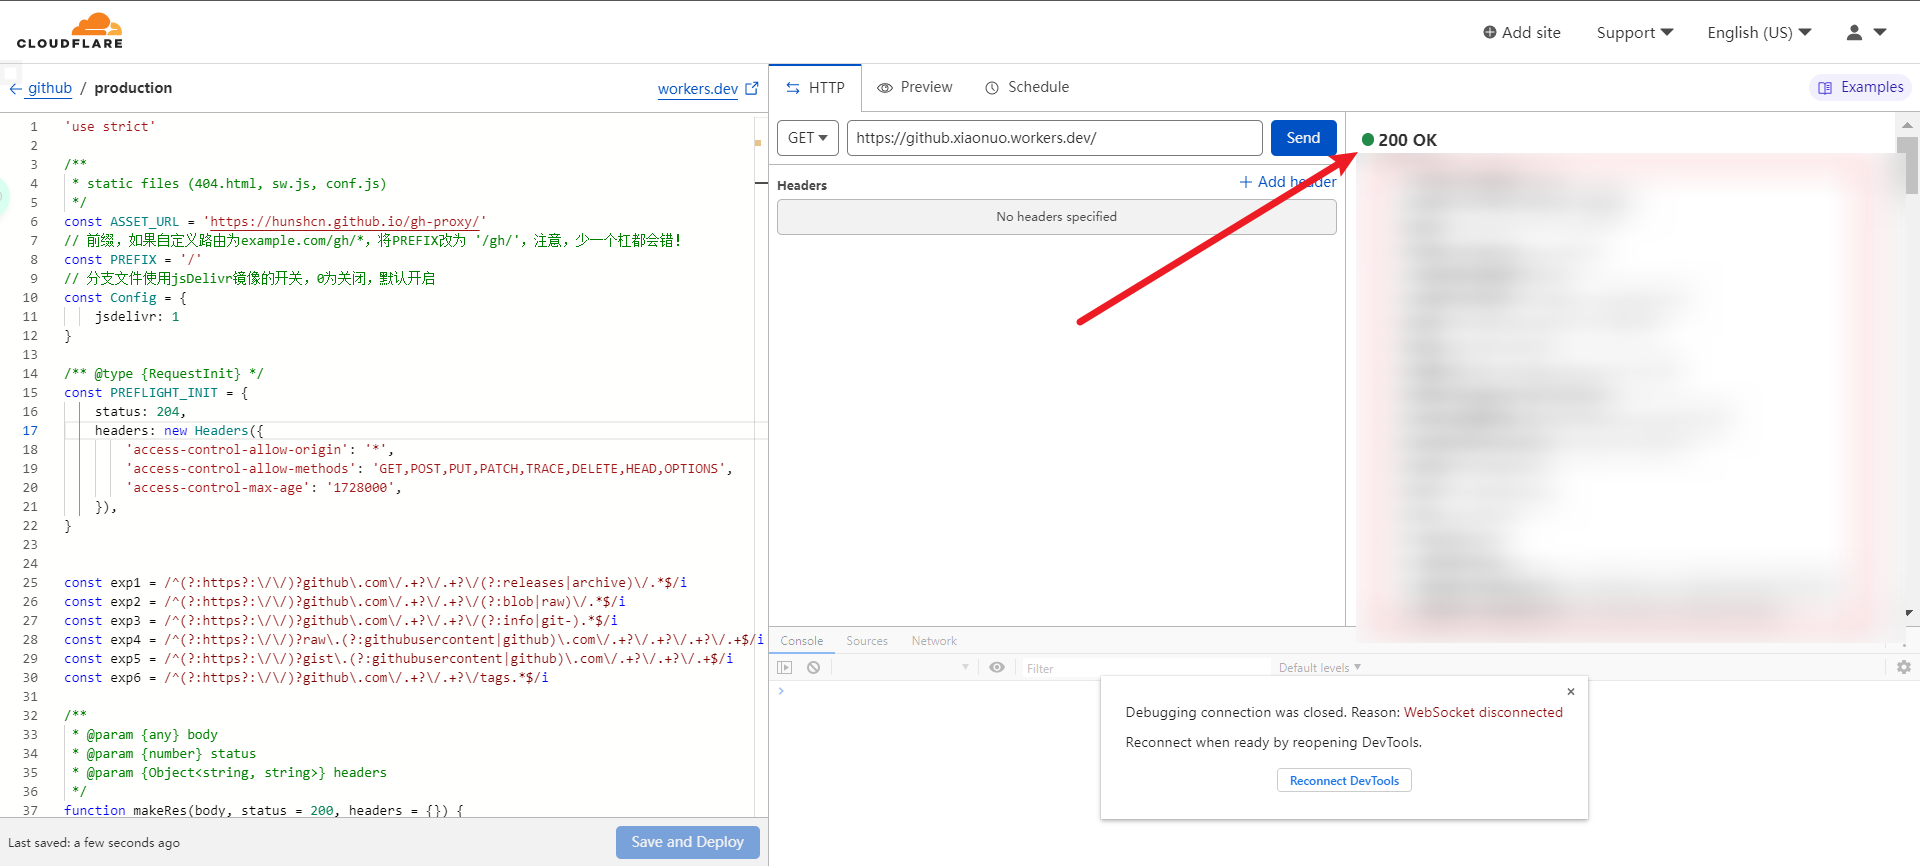 CLOUDFLARE
Add site
Support
English (US)
github / production
workers.dev
HTTP
Preview
Schedule
Examples
1 'use strict'
2
3 /**
4  * static files (404.html, sw.js, conf.js)
5  */
6 const ASSET_URL = 'https://hunshcn.github.io/gh-proxy/'
7 // 前缀，如果自定义路由为example.com/gh/*，将PREFIX改为 '/gh/'，注意，少一个杠都会错！
8 const PREFIX = '/'
9 // 分支文件使用jsDelivr镜像的开关，0为关闭，默认开启
10 const Config = {
11     jsdelivr: 1
12 }
13
14 /** @type {RequestInit} */
15 const PREFLIGHT_INIT = {
16     status: 204,
17     headers: new Headers({
18         'access-control-allow-origin': '*',
19         'access-control-allow-methods': 'GET,POST,PUT,PATCH,TRACE,DELETE,HEAD,OPTIONS',
20         'access-control-max-age': '1728000',
21     }),
22 }
23
24
25 const exp1 = /^(?:https?:\/\/)?github\.com\/.+?\/.+?\/(?:releases|archive)\/.*$/i
26 const exp2 = /^(?:https?:\/\/)?github\.com\/.+?\/.+?\/(?:blob|raw)\/.*$/i
27 const exp3 = /^(?:https?:\/\/)?github\.com\/.+?\/.+?\/(?:info|git-).*$/i
28 const exp4 = /^(?:https?:\/\/)?raw\.(?:githubusercontent|github)\.com\/.+?\/.+?\/.+?\/.+$/i
29 const exp5 = /^(?:https?:\/\/)?gist\.(?:githubusercontent|github)\.com\/.+?\/.+?\/.+$/i
30 const exp6 = /^(?:https?:\/\/)?github\.com\/.+?\/.+?\/tags.*$/i
31
32 /**
33  * @param {any} body
34  * @param {number} status
35  * @param {Object<string, string>} headers
36  */
37 function makeRes(body, status = 200, headers = {}) {
Last saved: a few seconds ago
Save and Deploy
GET
https://github.xiaonuo.workers.dev/
Send
200 OK
Headers
+ Add header
No headers specified
Console
Sources
Network
Filter
Default levels
Debugging connection was closed. Reason: WebSocket disconnected
Reconnect when ready by reopening DevTools.
Reconnect DevTools